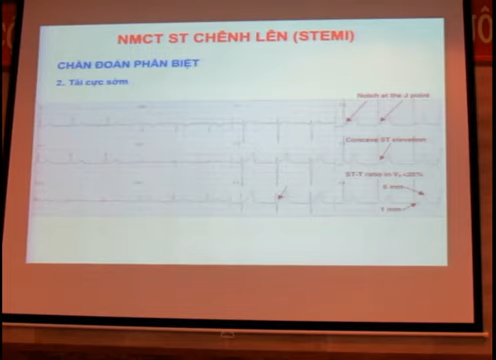 NMCT ST CHÊNH LÊN (STEMI)
CHẨN ĐOÁN PHÂN BIỆT
2. Tái cực sớm
Notch at the J point
Concave ST elevation
ST-T ratio in V₆ <25%
6 mm
1 mm